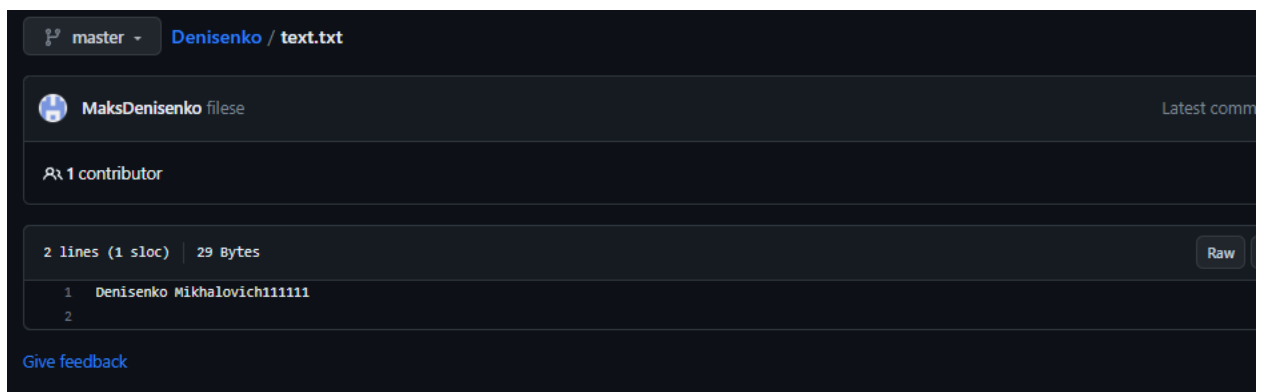 master Denisenko / text.txt
MaksDenisenko filese Latest comm
1 contributor
2 lines (1 sloc) 29 Bytes Raw
1 Denisenko Mikhalovich111111
2
Give feedback